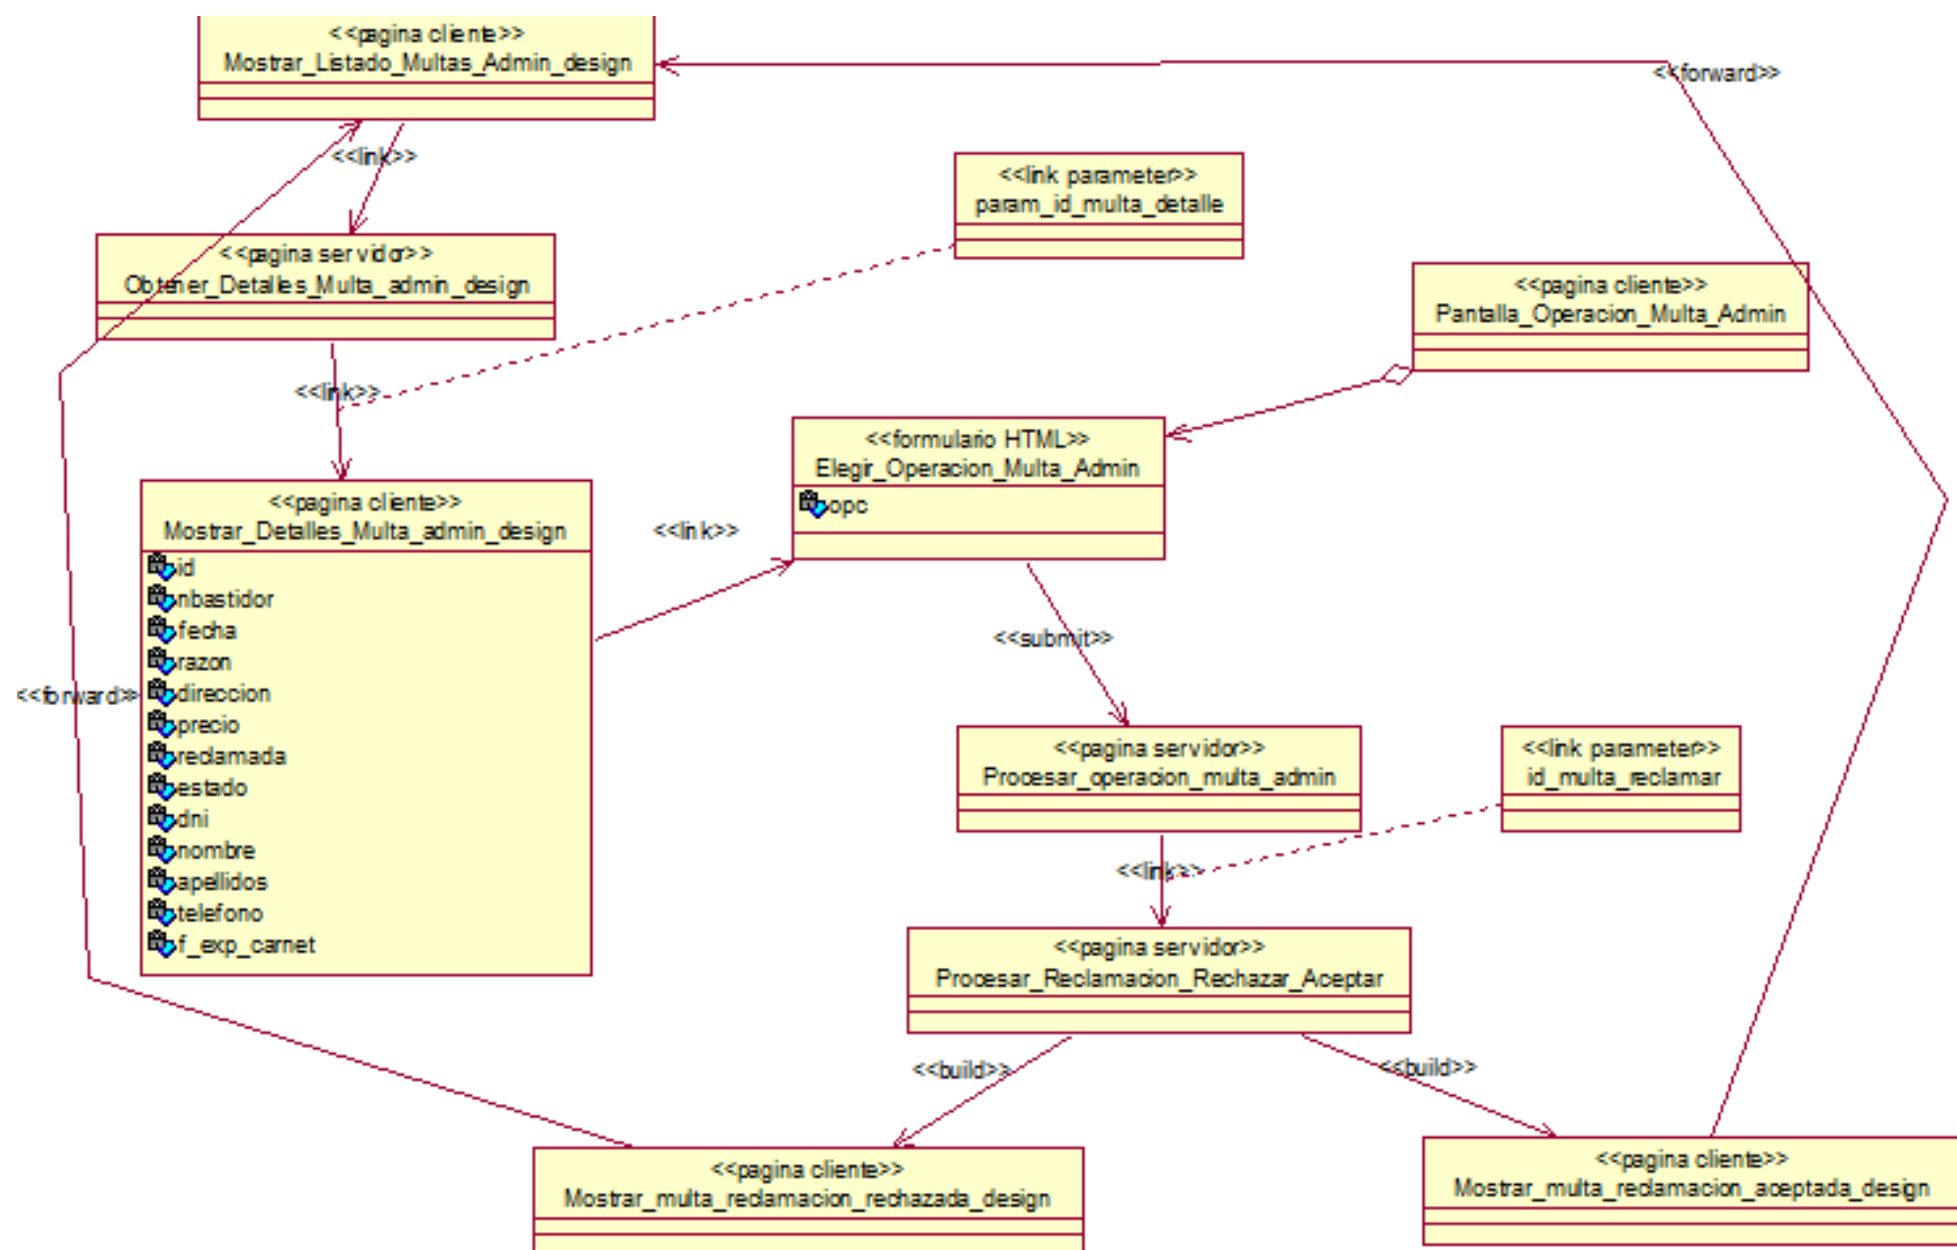 <<pagina cliente>>
Mostrar_Listado_Multas_Admin_design
<<forward>>
<<link>>
<<link parameter>>
param_id_multa_detalle
<<pagina servidor>>
Obtener_Detalles_Multa_admin_design
<<pagina cliente>>
Pantalla_Operacion_Multa_Admin
<<link>>
<<formulario HTML>>
Elegir_Operacion_Multa_Admin
opc
<<pagina cliente>>
Mostrar_Detalles_Multa_admin_design
id
nbastidor
fecha
razon
direccion
precio
reclamada
estado
dni
nombre
apellidos
telefono
f_exp_carnet
<<link>>
<<forward>>
<<submit>>
<<pagina servidor>>
Procesar_operacion_multa_admin
<<link parameter>>
id_multa_reclamar
<<link>>
<<pagina servidor>>
Procesar_Reclamacion_Rechazar_Aceptar
<<build>>
<<build>>
<<pagina cliente>>
Mostrar_multa_reclamacion_rechazada_design
<<pagina cliente>>
Mostrar_multa_reclamacion_aceptada_design